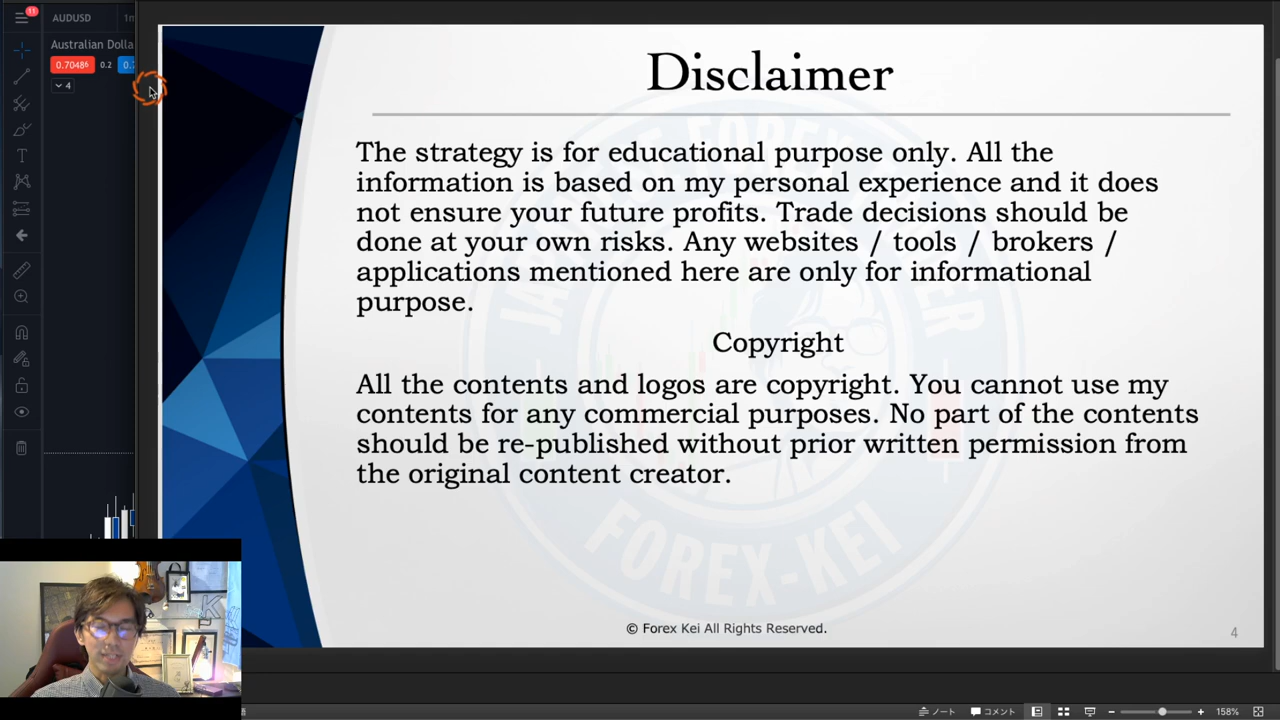 11
AUDUSD
1m
Australian Dolla
0.70486
0.2
0.7
4
Disclaimer
The strategy is for educational purpose only. All the
information is based on my personal experience and it does
not ensure your future profits. Trade decisions should be
done at your own risks. Any websites / tools / brokers /
applications mentioned here are only for informational
purpose.
Copyright
All the contents and logos are copyright. You cannot use my
contents for any commercial purposes. No part of the contents
should be re-published without prior written permission from
the original content creator.
FOREX-KEI
© Forex Kei All Rights Reserved.
4
ノート
コメント
158%